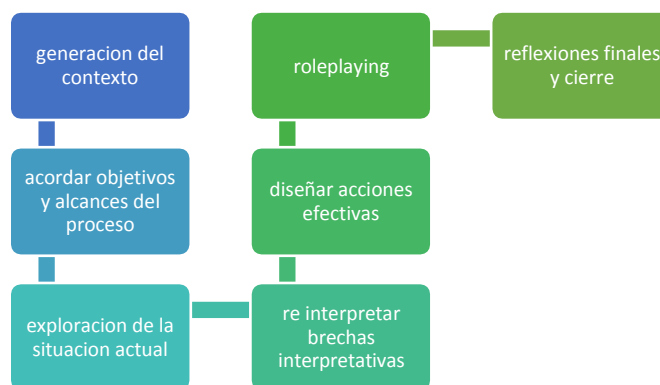 generacion del
contexto
acordar objetivos
y alcances del
proceso
exploracion de la
situacion actual
re interpretar
brechas
interpretativas
diseñar acciones
efectivas
roleplaying
reflexiones finales
y cierre